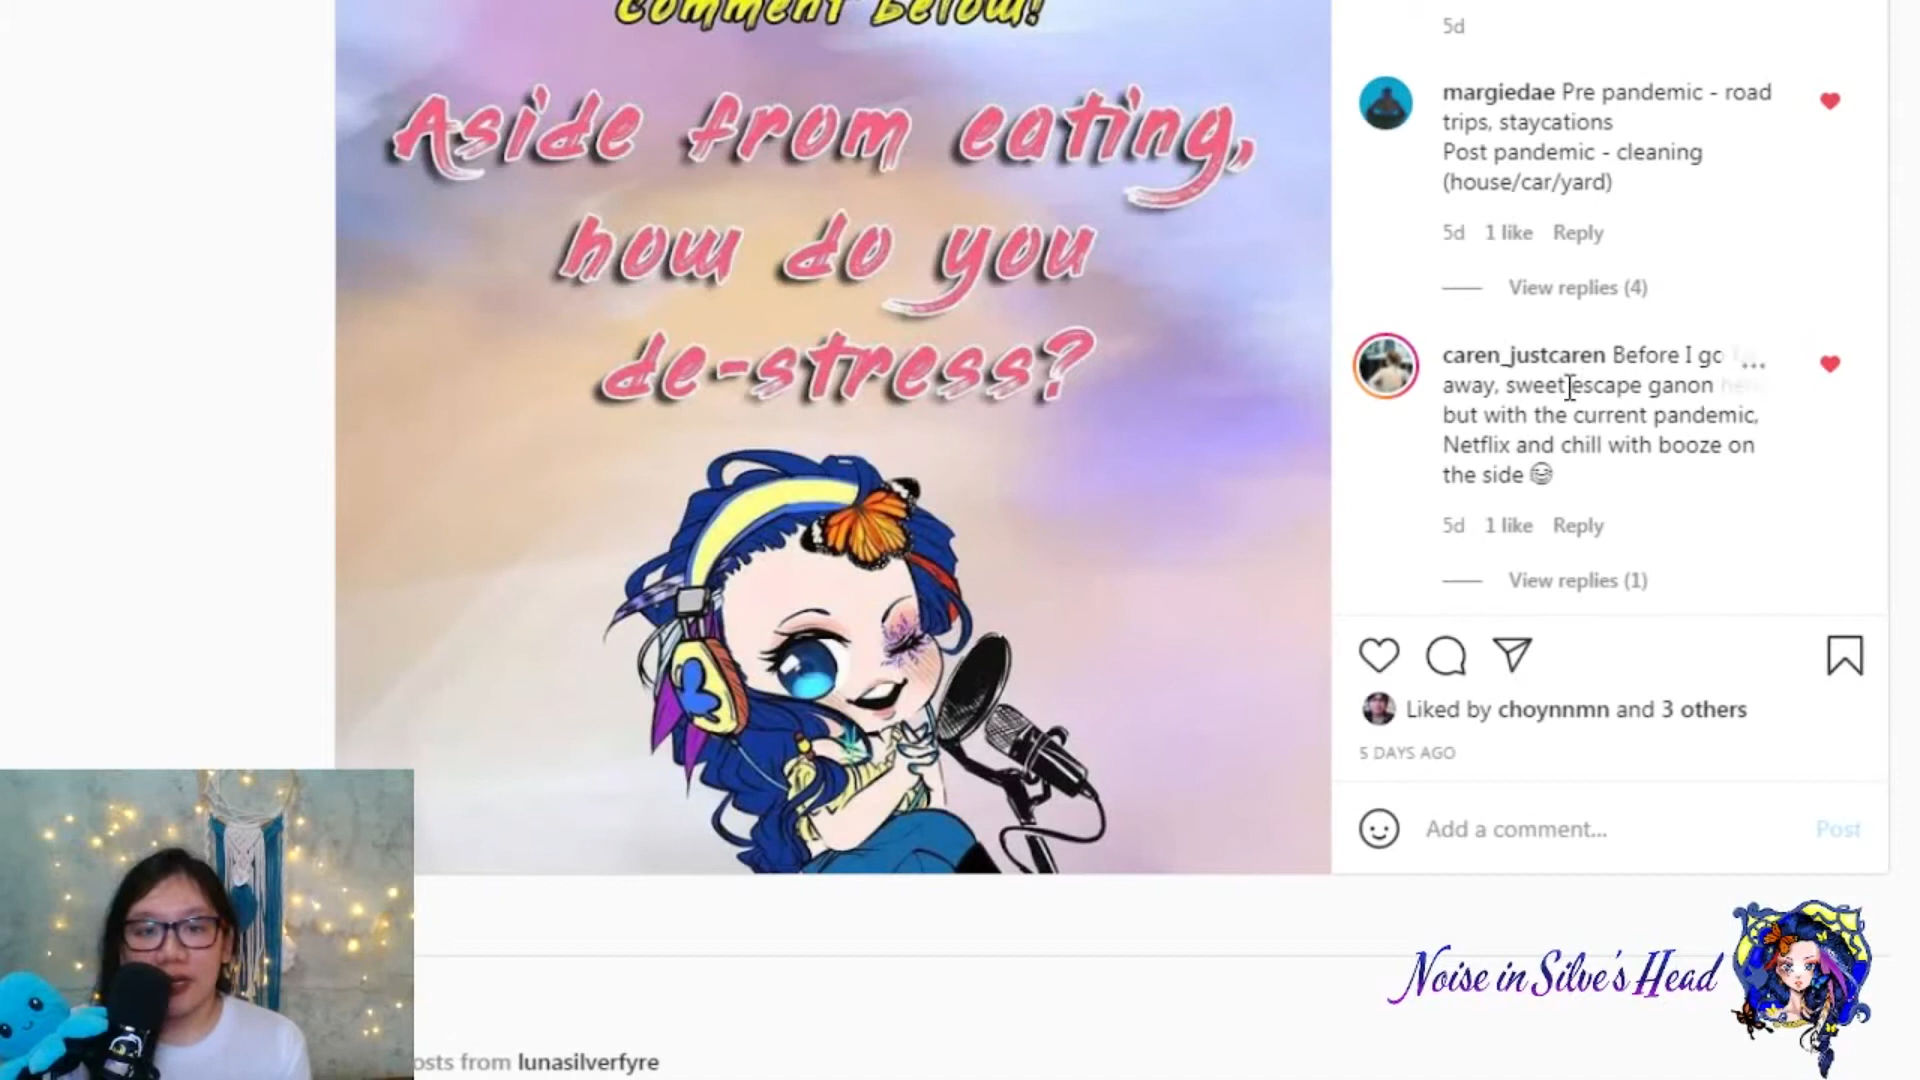 comment below!
Aside from eating,
how do you
de-stress?
5d
margiedae Pre pandemic - road
trips, staycations
Post pandemic - cleaning
(house/car/yard)
5d 1 like Reply
View replies (4)
caren_justcaren Before I go
away, sweet escape ganon
but with the current pandemic,
Netflix and chill with booze on
the side 😂
5d 1 like Reply
View replies (1)
Liked by choynnmn and 3 others
5 DAYS AGO
Add a comment... Post
Noise in Silve's Head
osts from lunasilverfyre